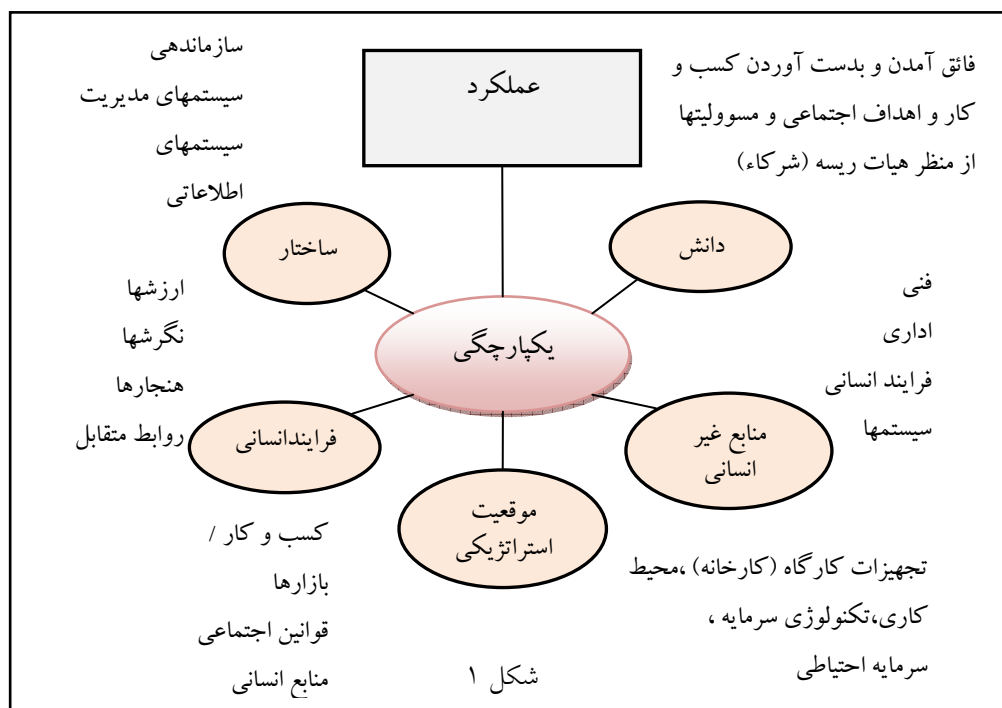 عملکرد
فائق آمدن و بدست آوردن کسب و
کار و اهداف اجتماعی و مسوولیتها
از منظر هیات ریسه (شرکاء)
سازماندهی
سیستمهای مدیریت
سیستمهای
اطلاعاتی
دانش
ساختار
فنی
اداری
فرایند انسانی
سیستمها
یکپارچگی
ارزشها
نگرشها
هنجارها
روابط متقابل
منابع غیر
انسانی
فرایندانسانی
موقعیت
استراتژیکی
تجهیزات کارگاه (کارخانه) ،محیط
کاری،تکنولوژی سرمایه ،
سرمایه احتیاطی
کسب و کار /
بازارها
قوانین اجتماعی
منابع انسانی
شکل ۱